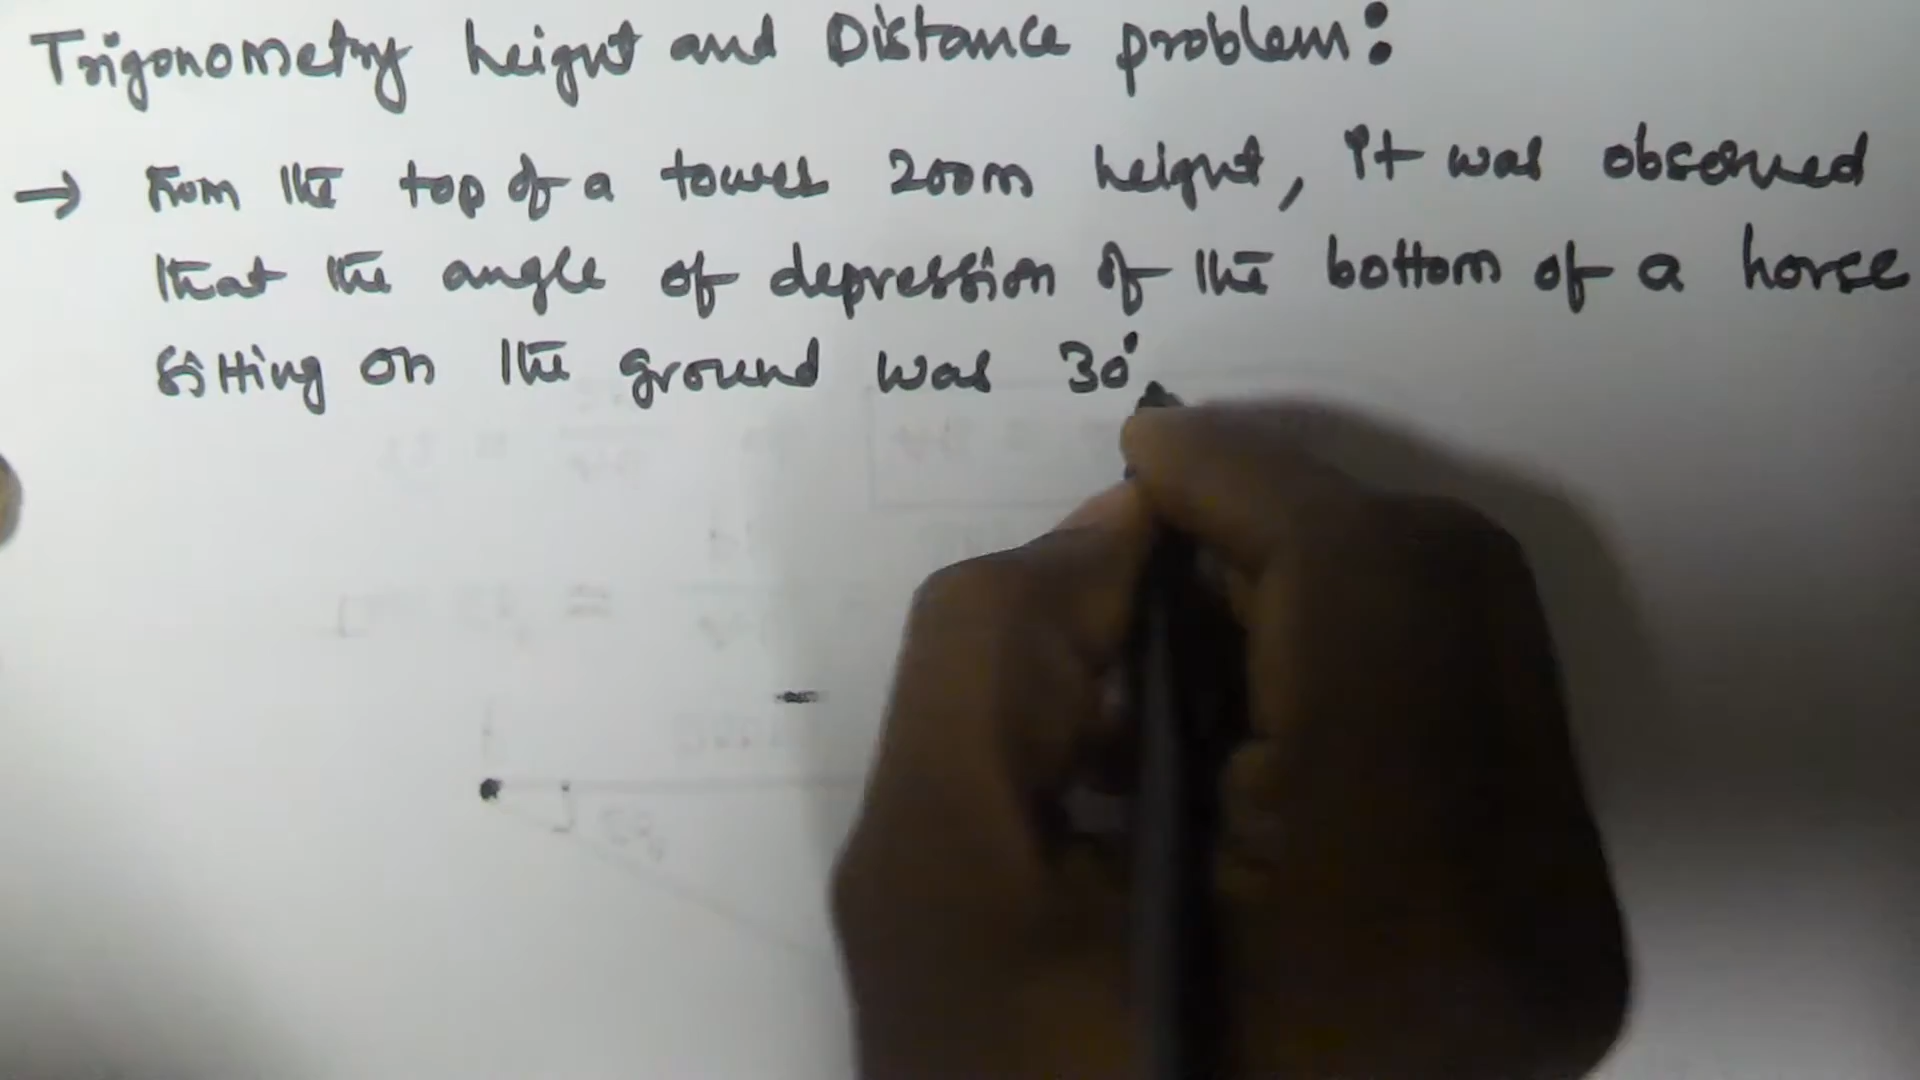 Trigonometry height and Distance problem:
→ From the top of a tower 200m height, it was observed
that the angle of depression of the bottom of a horse
sitting on the ground was 30°